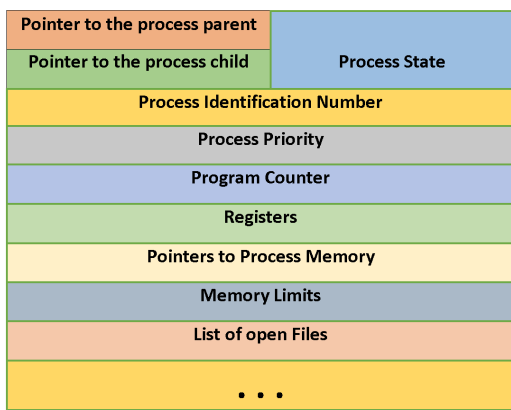 Pointer to the process parent
Pointer to the process child
Process State
Process Identification Number
Process Priority
Program Counter
Registers
Pointers to Process Memory
Memory Limits
List of open Files
. . .